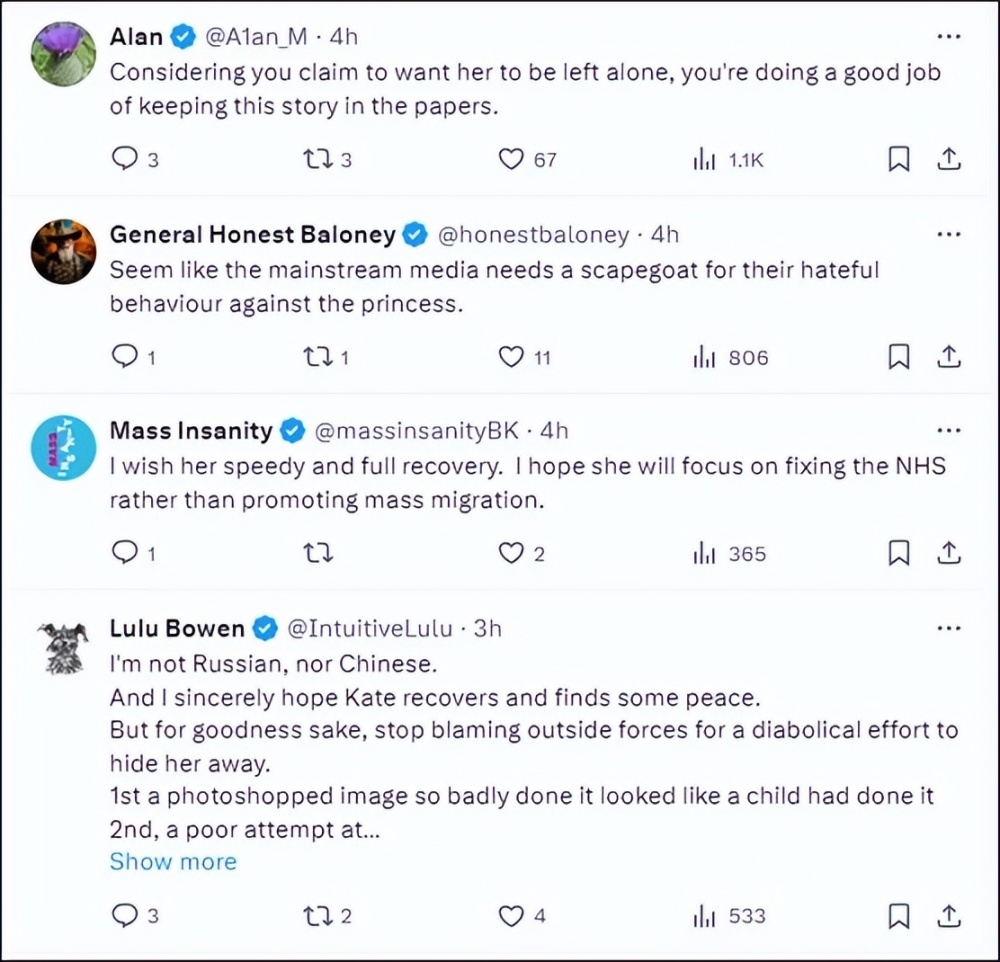 Alan @A1an_M · 4h
Considering you claim to want her to be left alone, you're doing a good job
of keeping this story in the papers.
3 3 67 1.1K
General Honest Baloney @honestbaloney · 4h
Seem like the mainstream media needs a scapegoat for their hateful
behaviour against the princess.
1 1 11 806
MASS INSANITY
Mass Insanity @massinsanityBK · 4h
I wish her speedy and full recovery.  I hope she will focus on fixing the NHS
rather than promoting mass migration.
1 2 365
Lulu Bowen @IntuitiveLulu · 3h
I'm not Russian, nor Chinese.
And I sincerely hope Kate recovers and finds some peace.
But for goodness sake, stop blaming outside forces for a diabolical effort to
hide her away.
1st a photoshopped image so badly done it looked like a child had done it
2nd, a poor attempt at...
Show more
3 2 4 533